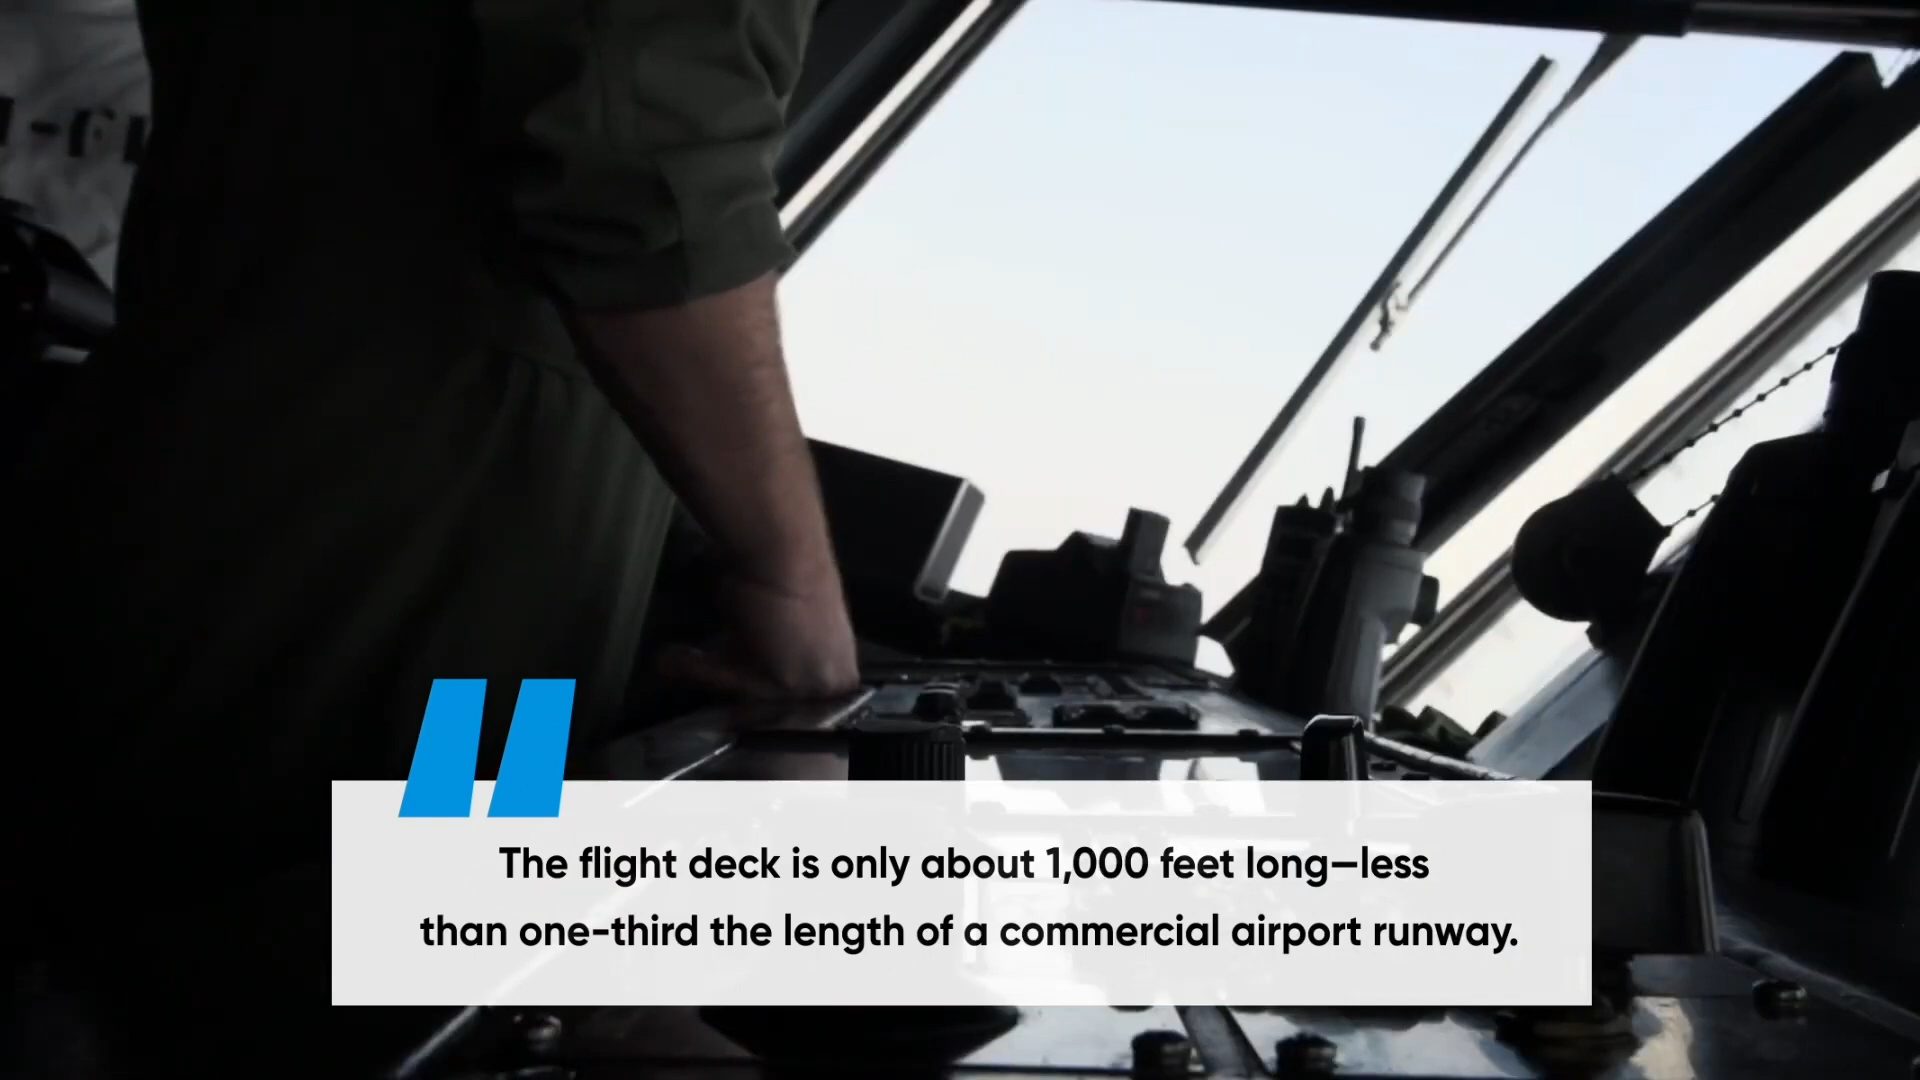 The flight deck is only about 1,000 feet long—less
than one-third the length of a commercial airport runway.